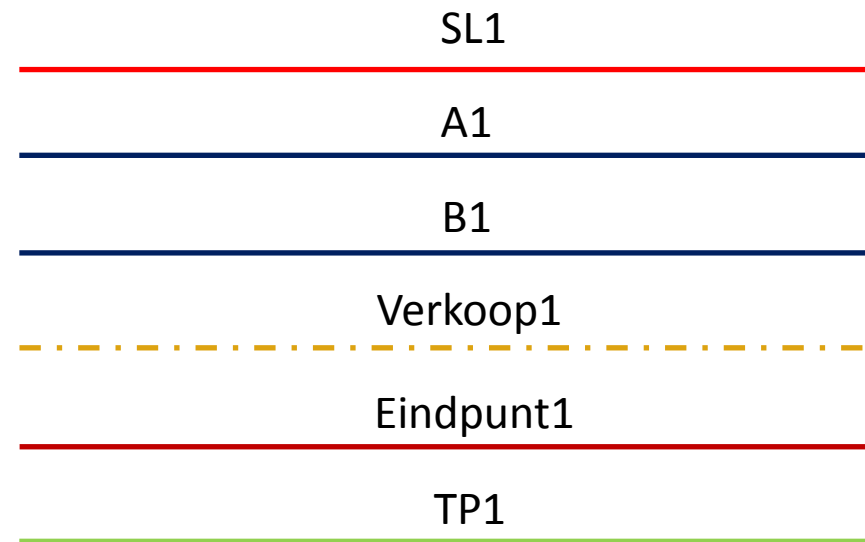 SL1
A1
B1
Verkoop1
Eindpunt1
TP1